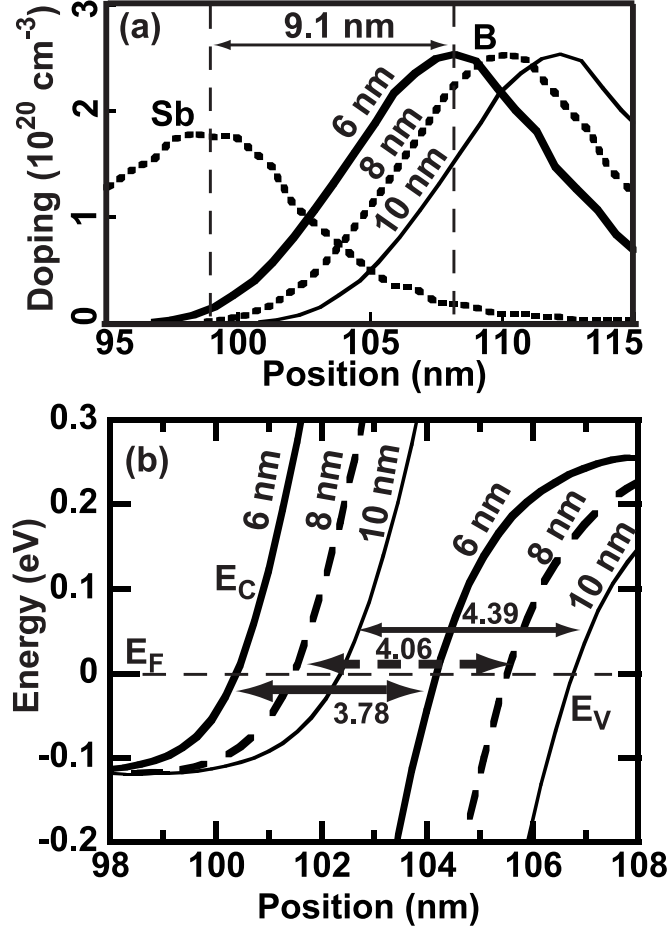 (a)
9.1 nm
B
Sb
6 nm
8 nm
10 nm
Doping (10²⁰ cm⁻³)
3
2
1
0
95 100 105 110 115
Position (nm)
(b)
0.3
0.2
0.1
0
-0.1
-0.2
Energy (eV)
6 nm
8 nm
10 nm
E_C
E_F
6 nm
8 nm
10 nm
4.39
4.06
3.78
E_V
98 100 102 104 106 108
Position (nm)